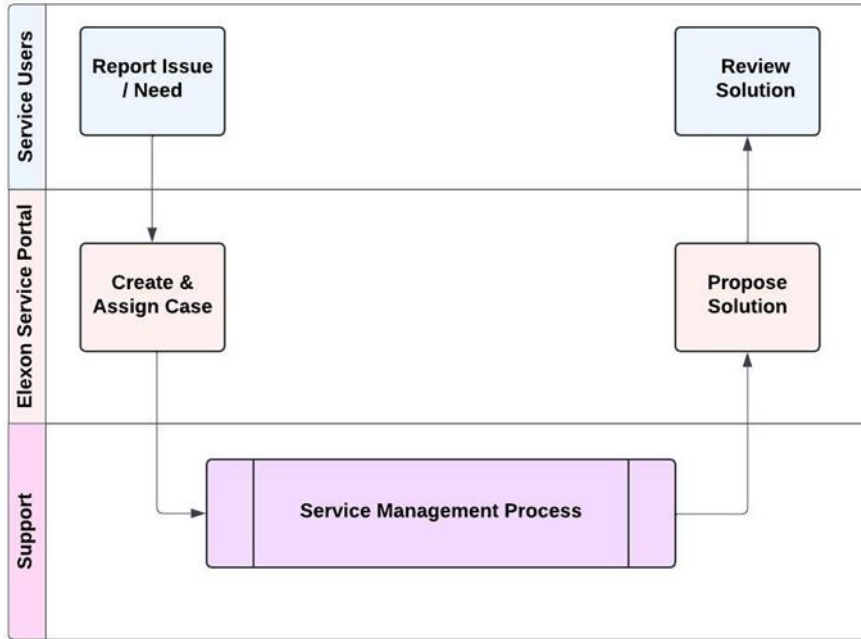 Service Users
Report Issue
/ Need
Review
Solution
Elexon Service Portal
Create &
Assign Case
Propose
Solution
Support
Service Management Process